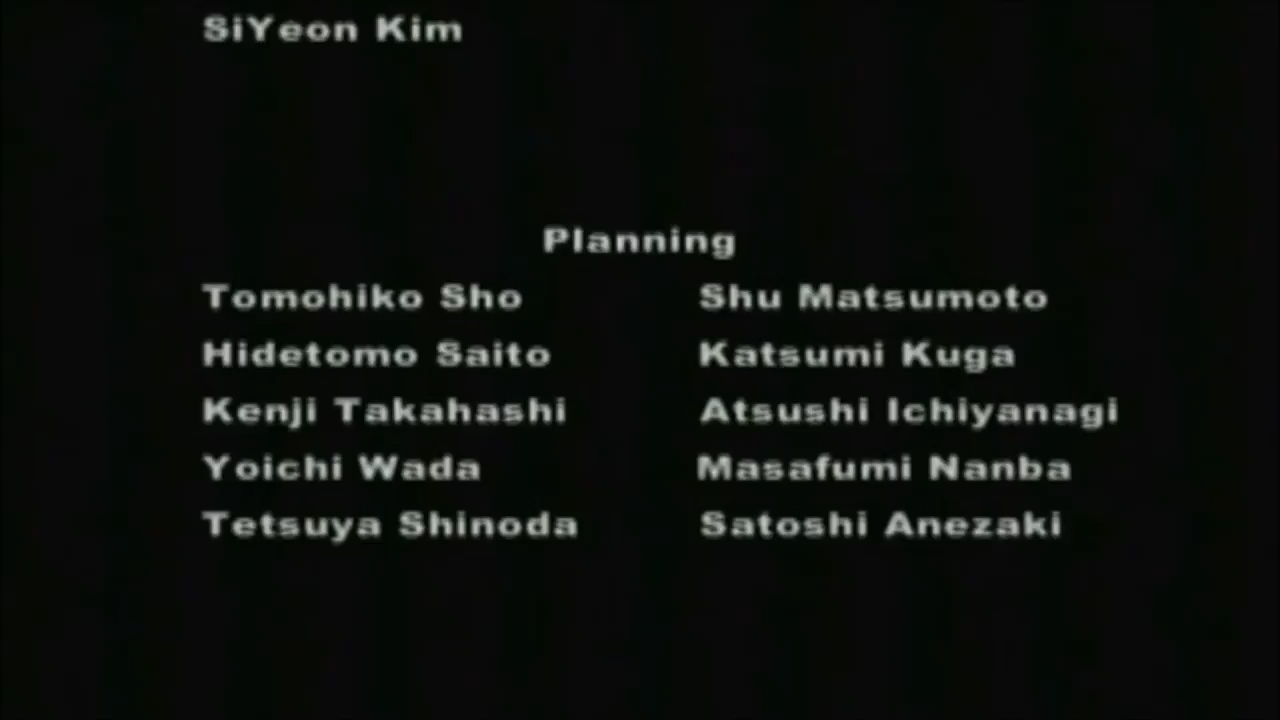 SiYeon Kim
Planning
Tomohiko Sho Shu Matsumoto
Hidetomo Saito Katsumi Kuga
Kenji Takahashi Atsushi Ichiyanagi
Yoichi Wada Masafumi Nanba
Tetsuya Shinoda Satoshi Anezaki